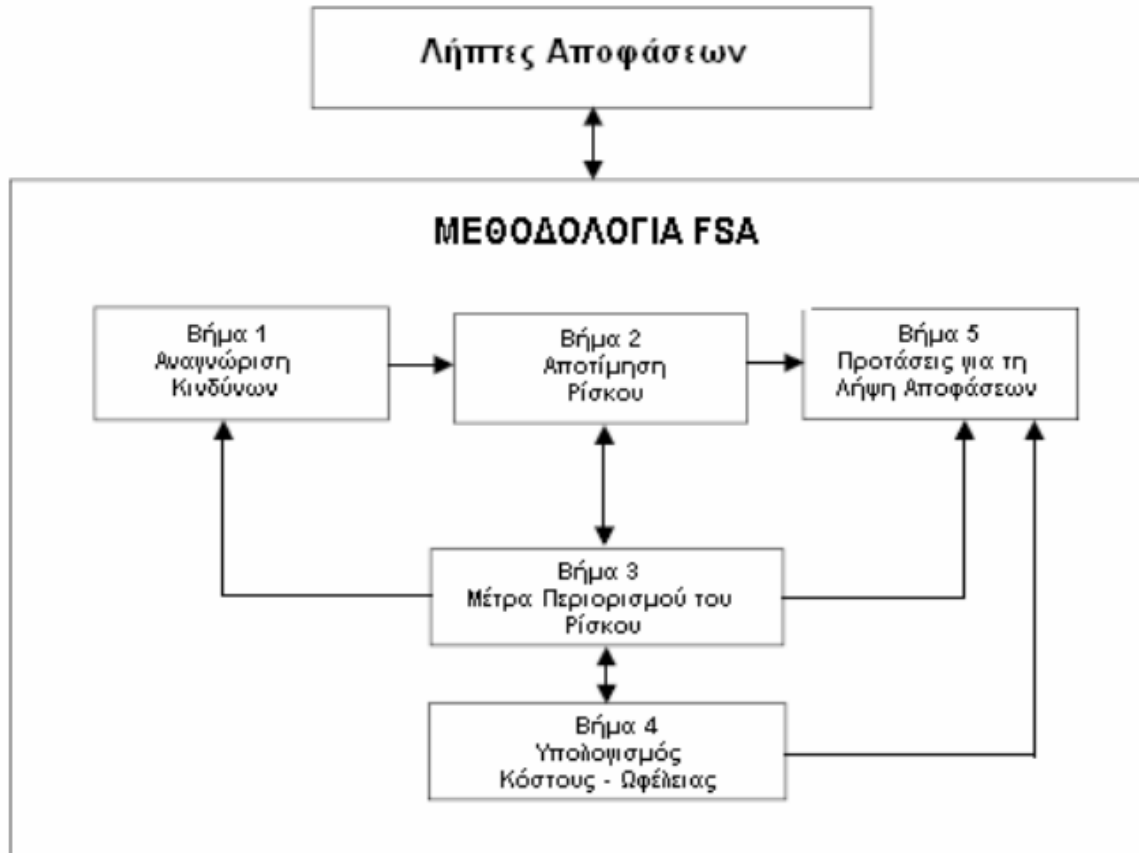 Λήπτες Αποφάσεων
ΜΕΘΟΔΟΛΟΓΙΑ FSA
Βήμα 1
Αναγνώριση
Κινδύνων
Βήμα 2
Αποτίμηση
Ρίσκου
Βήμα 5
Προτάσεις για τη
Λήψη Αποφάσεων
Βήμα 3
Μέτρα Περιορισμού του
Ρίσκου
Βήμα 4
Υπολογισμός
Κόστους - Ωφέλειας